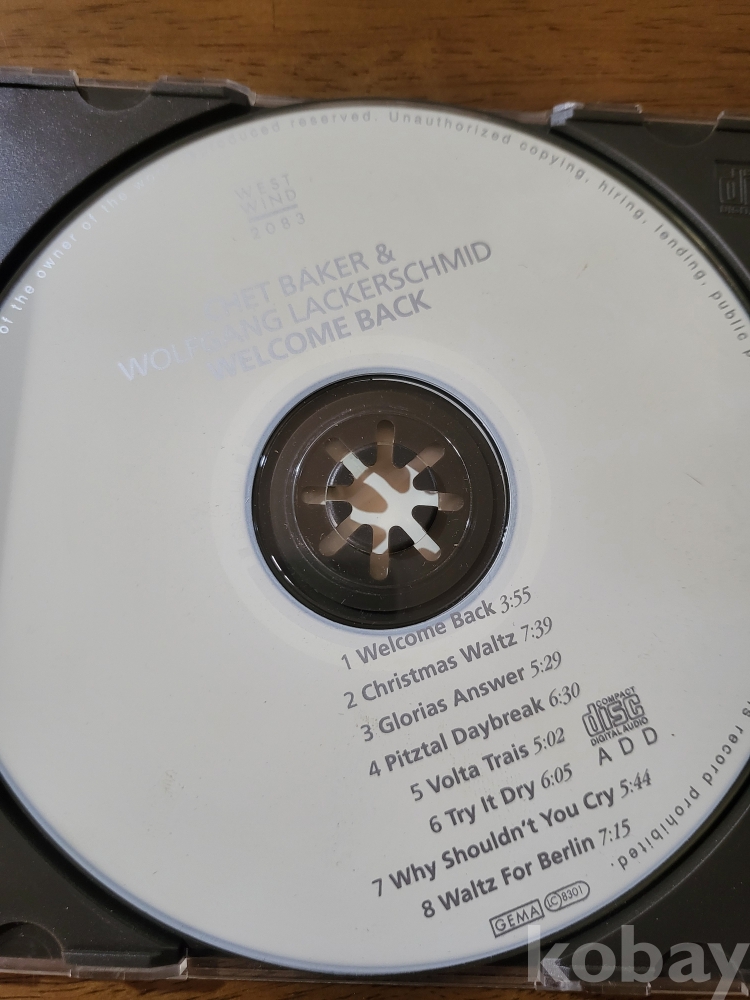 of the owner of the w
produced reserved. Unauthorized copying, hiring, lending, public p
WEST
WIND
2083
CHET BAKER &
WOLFGANG LACKERSCHMID
WELCOME BACK
1 Welcome Back 3:55
2 Christmas Waltz 7:39
3 Glorias Answer 5:29
4 Pitztal Daybreak 6:30
5 Volta Trais 5:02
6 Try It Dry 6:05
7 Why Shouldn't You Cry 5:44
8 Waltz For Berlin 7:15
COMPACT
disc
DIGITAL AUDIO
A D D
GEMA
LC 8301
s record prohibited.
kobay